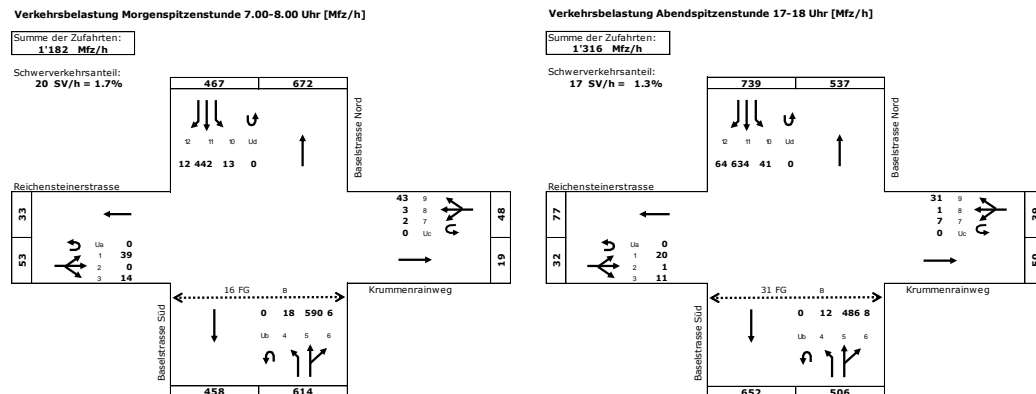 Verkehrsbelastung Morgenspitzenstunde 7.00-8.00 Uhr [Mfz/h]
Summe der Zufahrten:
1'182 Mfz/h
Schwerverkehrsanteil:
20 SV/h = 1.7%
467 672
Baselstrasse Nord
12 11 10 Ud
12 442 13 0
Reichensteinerstrasse
33
53
43 9
3 8
2 7
0 Uc
48
19
Ua 0
1 39
2 0
3 14
16 FG B
Krummenrainweg
Baselstrasse Süd
0 18 590 6
Ub 4 5 6
458 614
Verkehrsbelastung Abendspitzenstunde 17-18 Uhr [Mfz/h]
Summe der Zufahrten:
1'316 Mfz/h
Schwerverkehrsanteil:
17 SV/h = 1.3%
739 537
Baselstrasse Nord
12 11 10 Ud
64 634 41 0
Reichensteinerstrasse
77
32
31 9
1 8
7 7
0 Uc
39
50
Ua 0
1 20
2 1
3 11
31 FG B
Krummenrainweg
Baselstrasse Süd
0 12 486 8
Ub 4 5 6
652 506